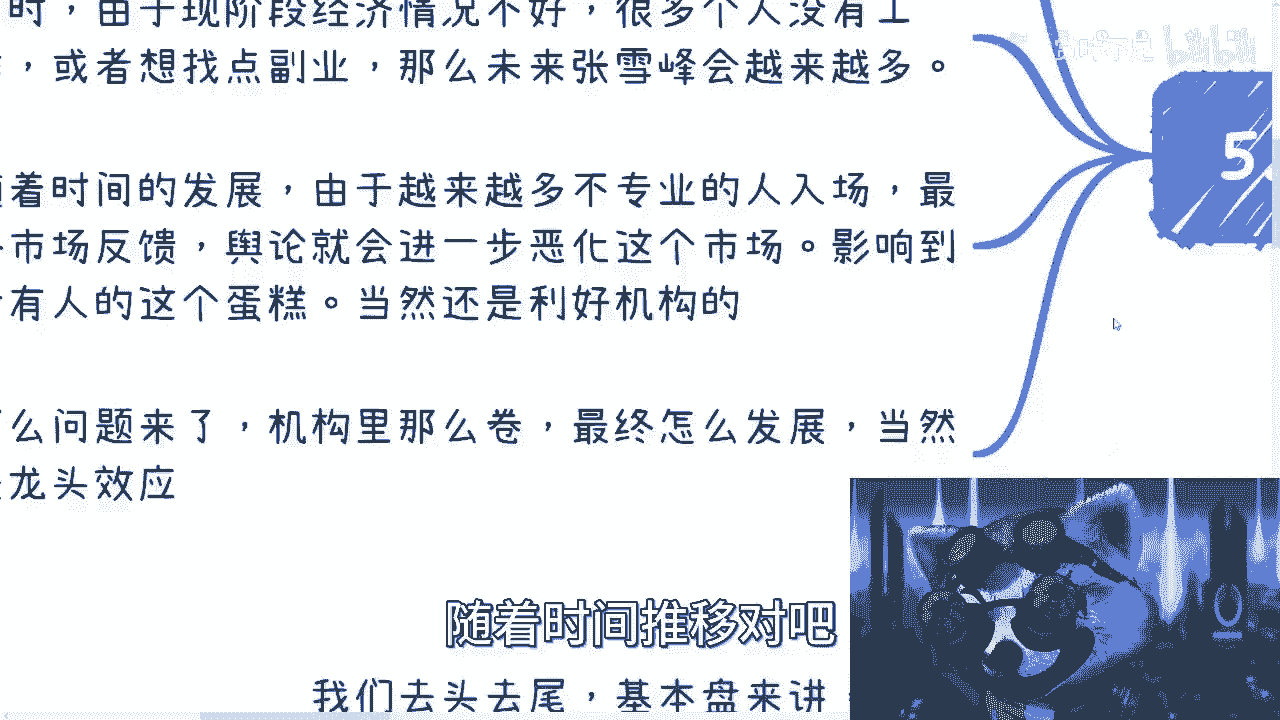 时，由于现阶段经济情况不好，很多个人没有工
，或者想找点副业，那么未来张雪峰会越来越多。
着时间的发展，由于越来越多不专业的人入场，最
市场反馈，舆论就会进一步恶化这个市场。影响到
有人的这个蛋糕。当然还是利好机构的
么问题来了，机构里那么卷，最终怎么发展，当然
龙头效应
5
随着时间推移对吧
我们去头去尾，基本盘来讲